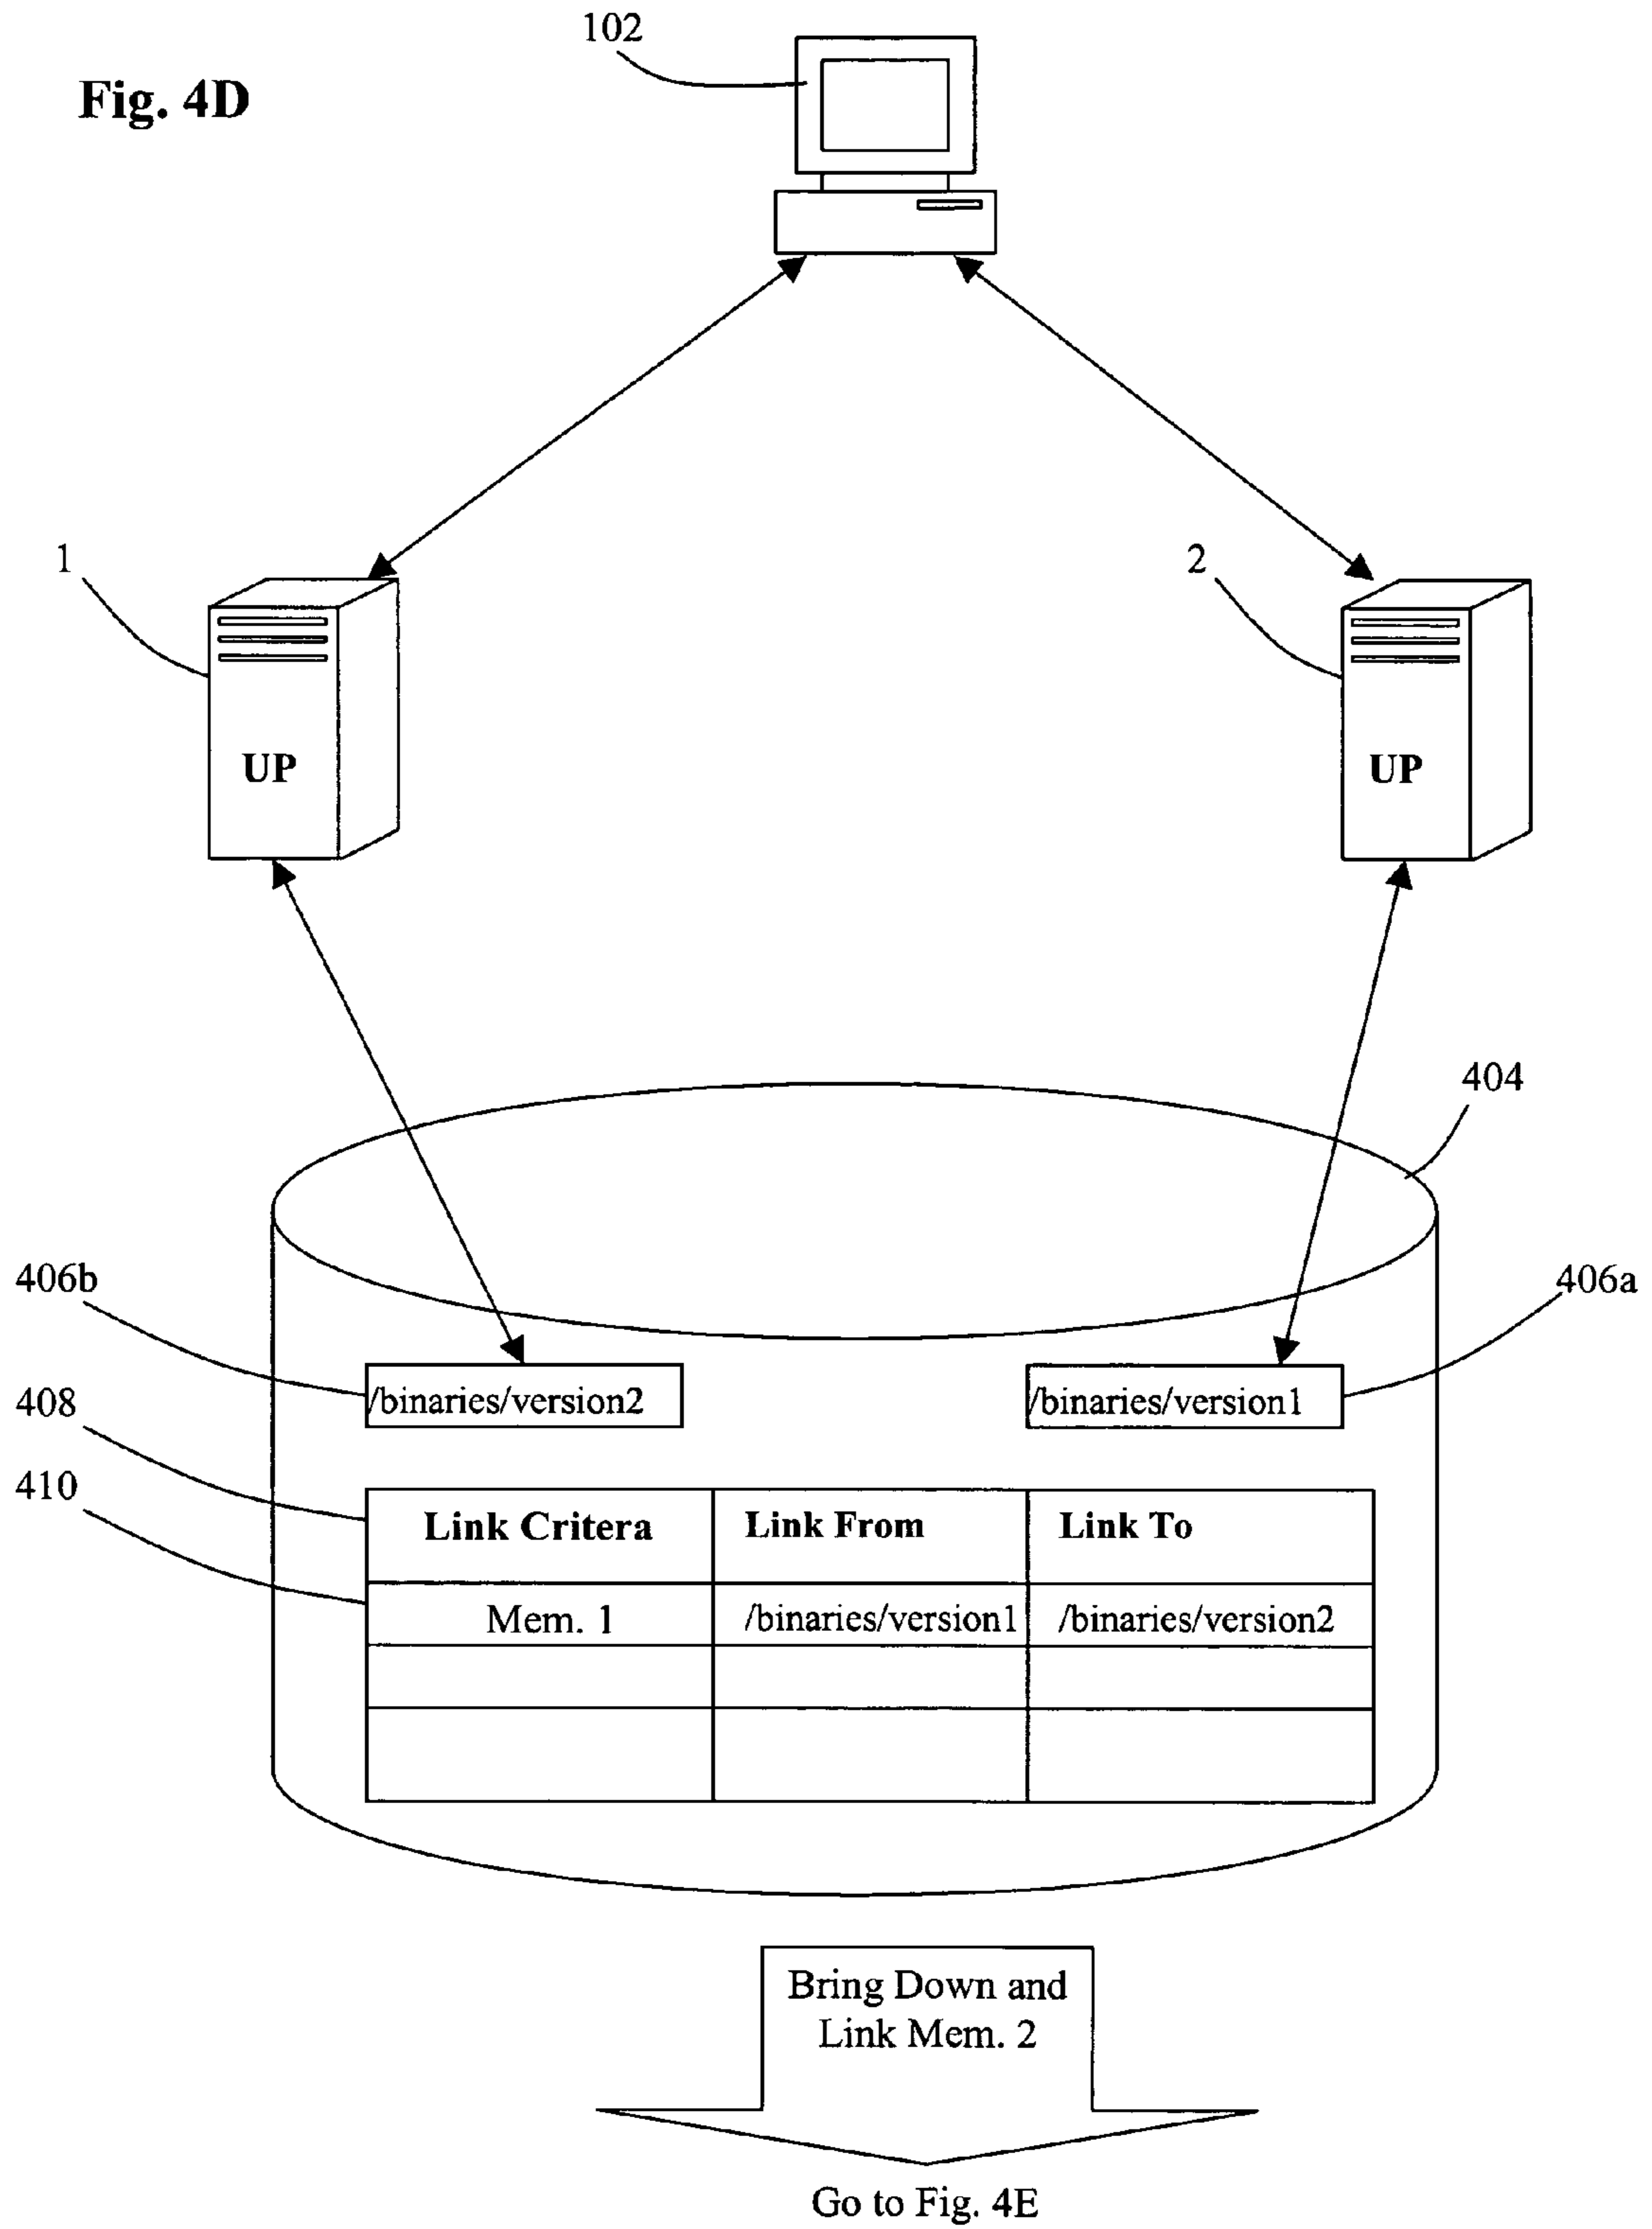 102
Fig. 4D
1
2
UP
UP
404
406b
406a
/binaries/version2
/binaries/version1
408
410
Link Critera
Link From
Link To
Mem. 1
/binaries/version1
/binaries/version2
Bring Down and
Link Mem. 2
Go to Fig. 4E